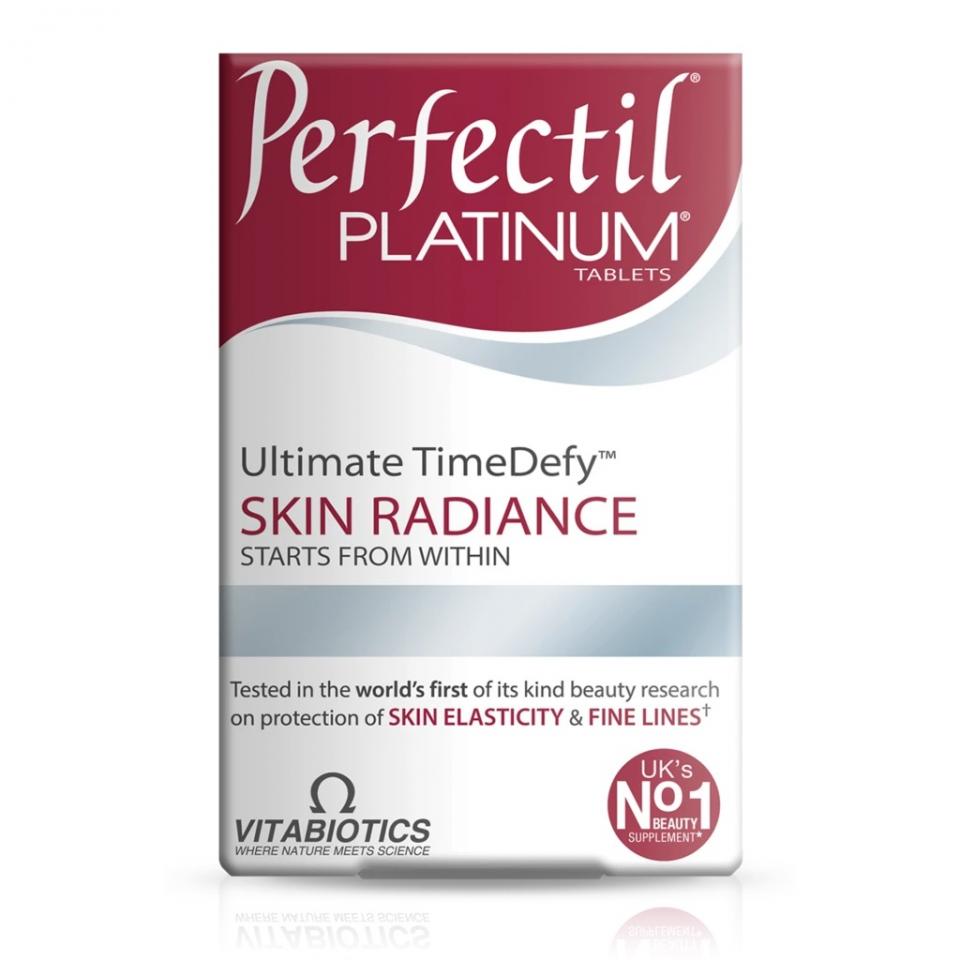 Perfectil®
PLATINUM®
TABLETS
Ultimate TimeDefy™
SKIN RADIANCE
STARTS FROM WITHIN
Tested in the world's first of its kind beauty research
on protection of SKIN ELASTICITY & FINE LINES†
Ω
VITABIOTICS
WHERE NATURE MEETS SCIENCE
UK's
No1
BEAUTY
SUPPLEMENT*